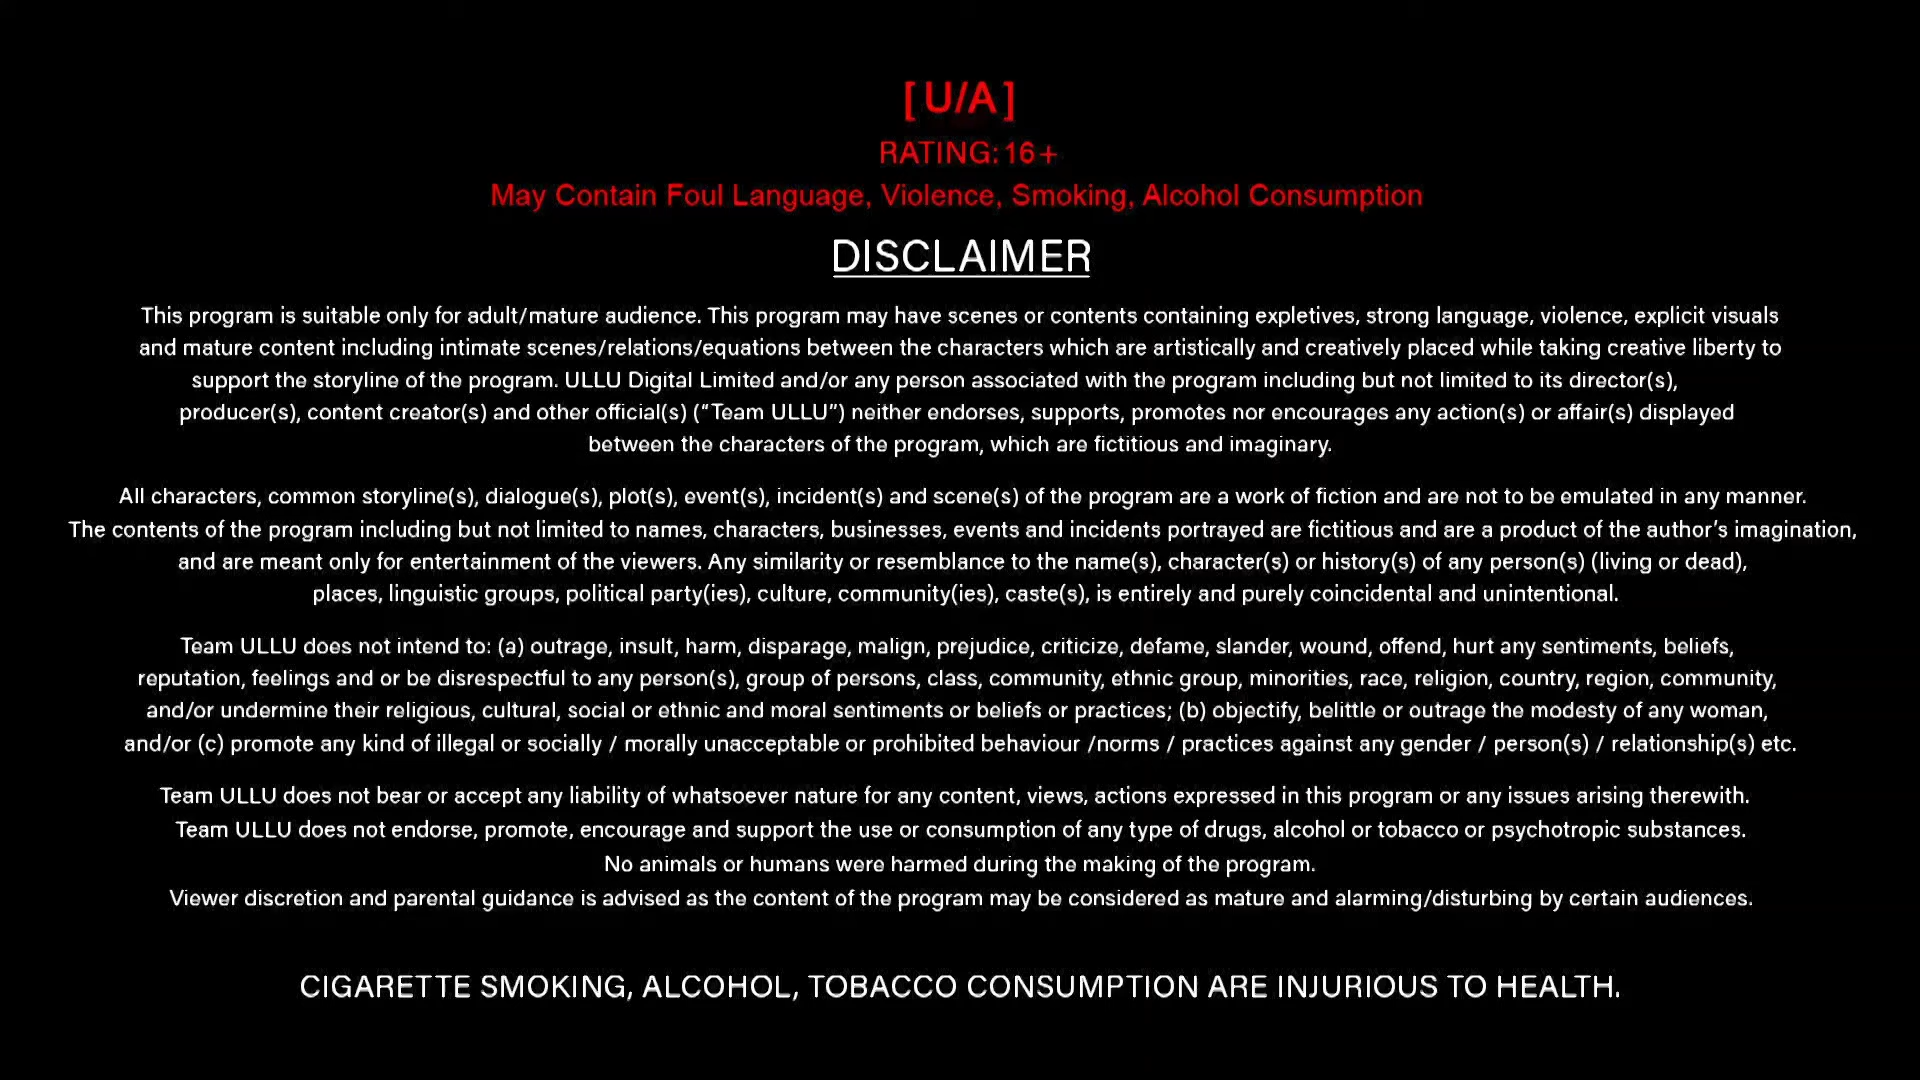 [U/A]
RATING: 16+
May Contain Foul Language, Violence, Smoking, Alcohol Consumption
DISCLAIMER
This program is suitable only for adult/mature audience. This program may have scenes or contents containing expletives, strong language, violence, explicit visuals
and mature content including intimate scenes/relations/equations between the characters which are artistically and creatively placed while taking creative liberty to
support the storyline of the program. ULLU Digital Limited and/or any person associated with the program including but not limited to its director(s),
producer(s), content creator(s) and other official(s) (“Team ULLU”) neither endorses, supports, promotes nor encourages any action(s) or affair(s) displayed
between the characters of the program, which are fictitious and imaginary.
All characters, common storyline(s), dialogue(s), plot(s), event(s), incident(s) and scene(s) of the program are a work of fiction and are not to be emulated in any manner.
The contents of the program including but not limited to names, characters, businesses, events and incidents portrayed are fictitious and are a product of the author’s imagination,
and are meant only for entertainment of the viewers. Any similarity or resemblance to the name(s), character(s) or history(s) of any person(s) (living or dead),
places, linguistic groups, political party(ies), culture, community(ies), caste(s), is entirely and purely coincidental and unintentional.
Team ULLU does not intend to: (a) outrage, insult, harm, disparage, malign, prejudice, criticize, defame, slander, wound, offend, hurt any sentiments, beliefs,
reputation, feelings and or be disrespectful to any person(s), group of persons, class, community, ethnic group, minorities, race, religion, country, region, community,
and/or undermine their religious, cultural, social or ethnic and moral sentiments or beliefs or practices; (b) objectify, belittle or outrage the modesty of any woman,
and/or (c) promote any kind of illegal or socially / morally unacceptable or prohibited behaviour /norms / practices against any gender / person(s) / relationship(s) etc.
Team ULLU does not bear or accept any liability of whatsoever nature for any content, views, actions expressed in this program or any issues arising therewith.
Team ULLU does not endorse, promote, encourage and support the use or consumption of any type of drugs, alcohol or tobacco or psychotropic substances.
No animals or humans were harmed during the making of the program.
Viewer discretion and parental guidance is advised as the content of the program may be considered as mature and alarming/disturbing by certain audiences.
CIGARETTE SMOKING, ALCOHOL, TOBACCO CONSUMPTION ARE INJURIOUS TO HEALTH.